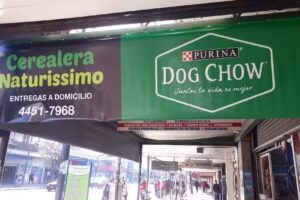 Cerealera
Naturissimo
ENTREGAS A DOMICILIO
4451-7968
PURINA
DOG CHOW
Juntos la vida es mejor